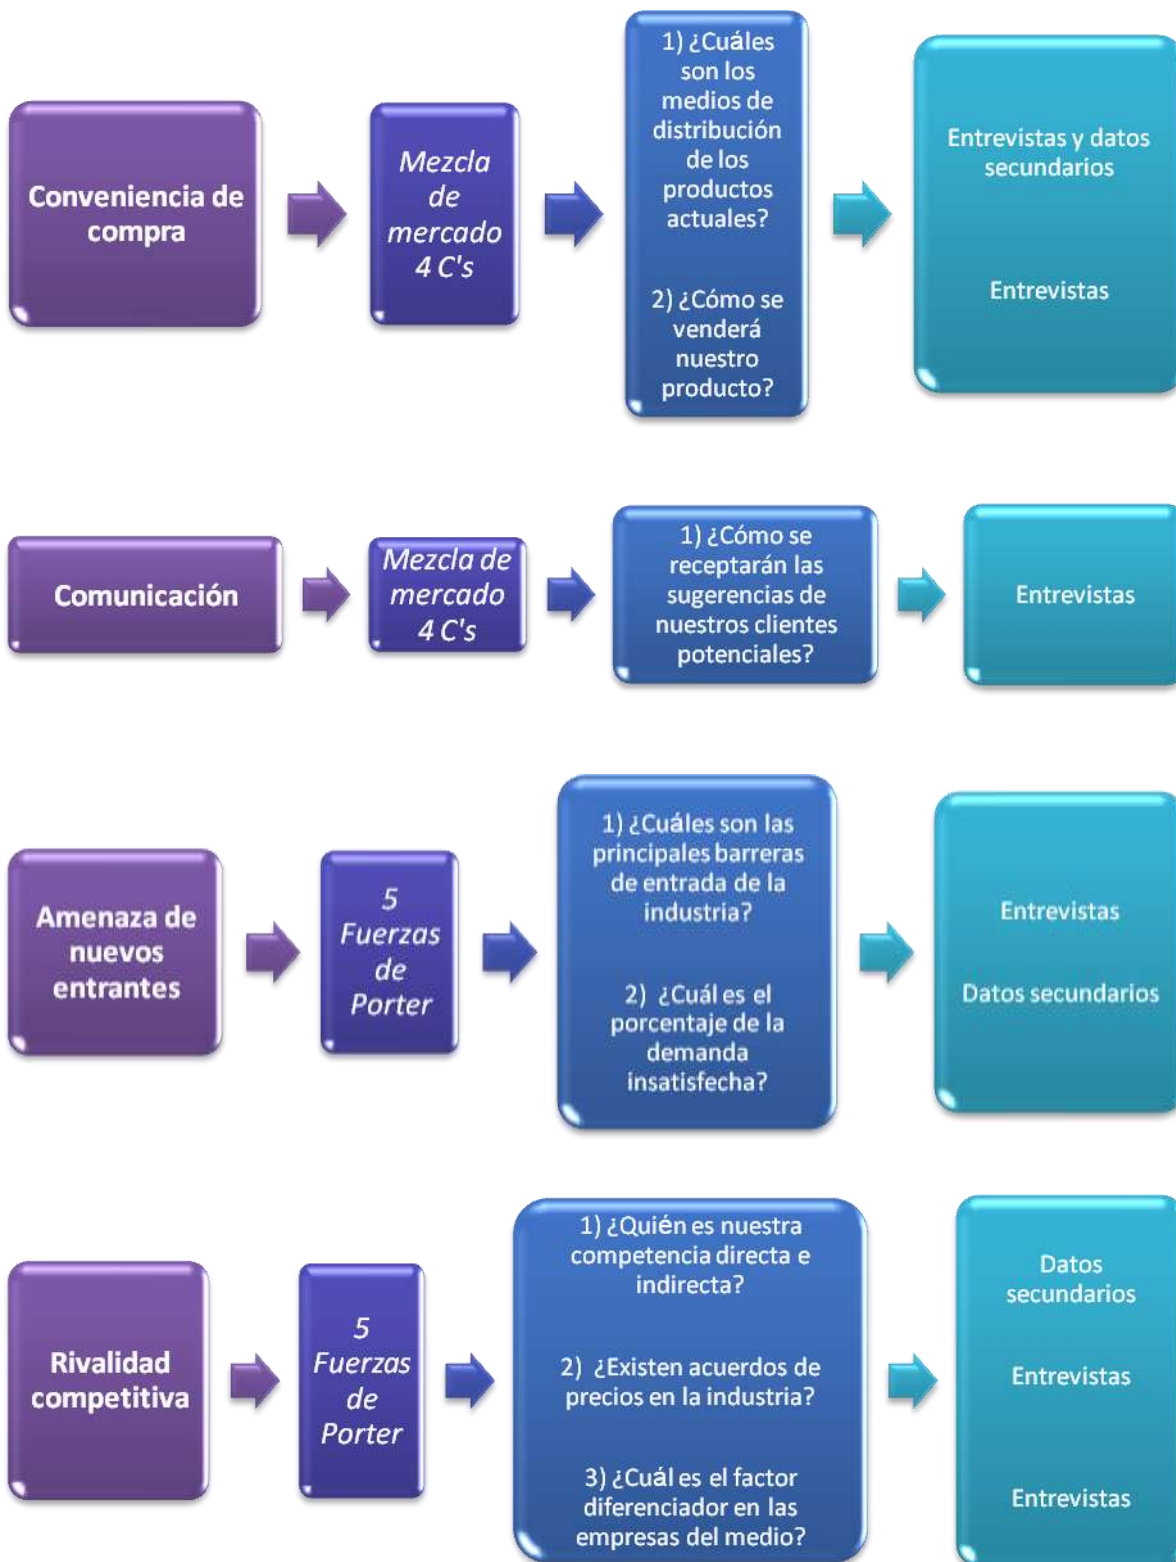 Conveniencia de
compra
Mezcla
de
mercado
4 C's
1) ¿Cuáles
son los
medios de
distribución
de los
productos
actuales?
2) ¿Cómo se
venderá
nuestro
producto?
Entrevistas y datos
secundarios
Entrevistas
Comunicación
Mezcla de
mercado
4 C's
1) ¿Cómo se
receptarán las
sugerencias de
nuestros clientes
potenciales?
Entrevistas
Amenaza de
nuevos
entrantes
5
Fuerzas
de
Porter
1) ¿Cuáles son las
principales barreras
de entrada de la
industria?
2) ¿Cuál es el
porcentaje de la
demanda
insatisfecha?
Entrevistas
Datos secundarios
Rivalidad
competitiva
5
Fuerzas
de
Porter
1) ¿Quién es nuestra
competencia directa e
indirecta?
2) ¿Existen acuerdos de
precios en la industria?
3) ¿Cuál es el factor
diferenciador en las
empresas del medio?
Datos
secundarios
Entrevistas
Entrevistas